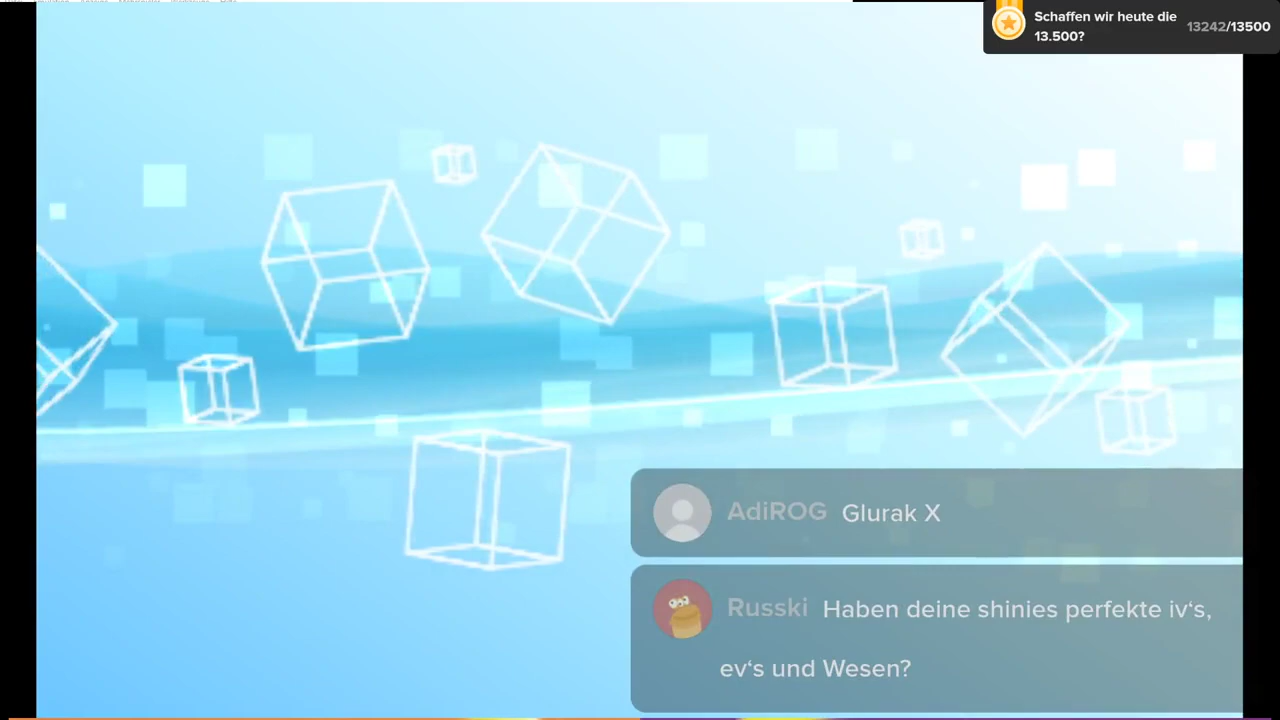 Schaffen wir heute die
13.500?
13242/13500
AdiROG Glurak X
Russki Haben deine shinies perfekte iv‘s,
ev‘s und Wesen?